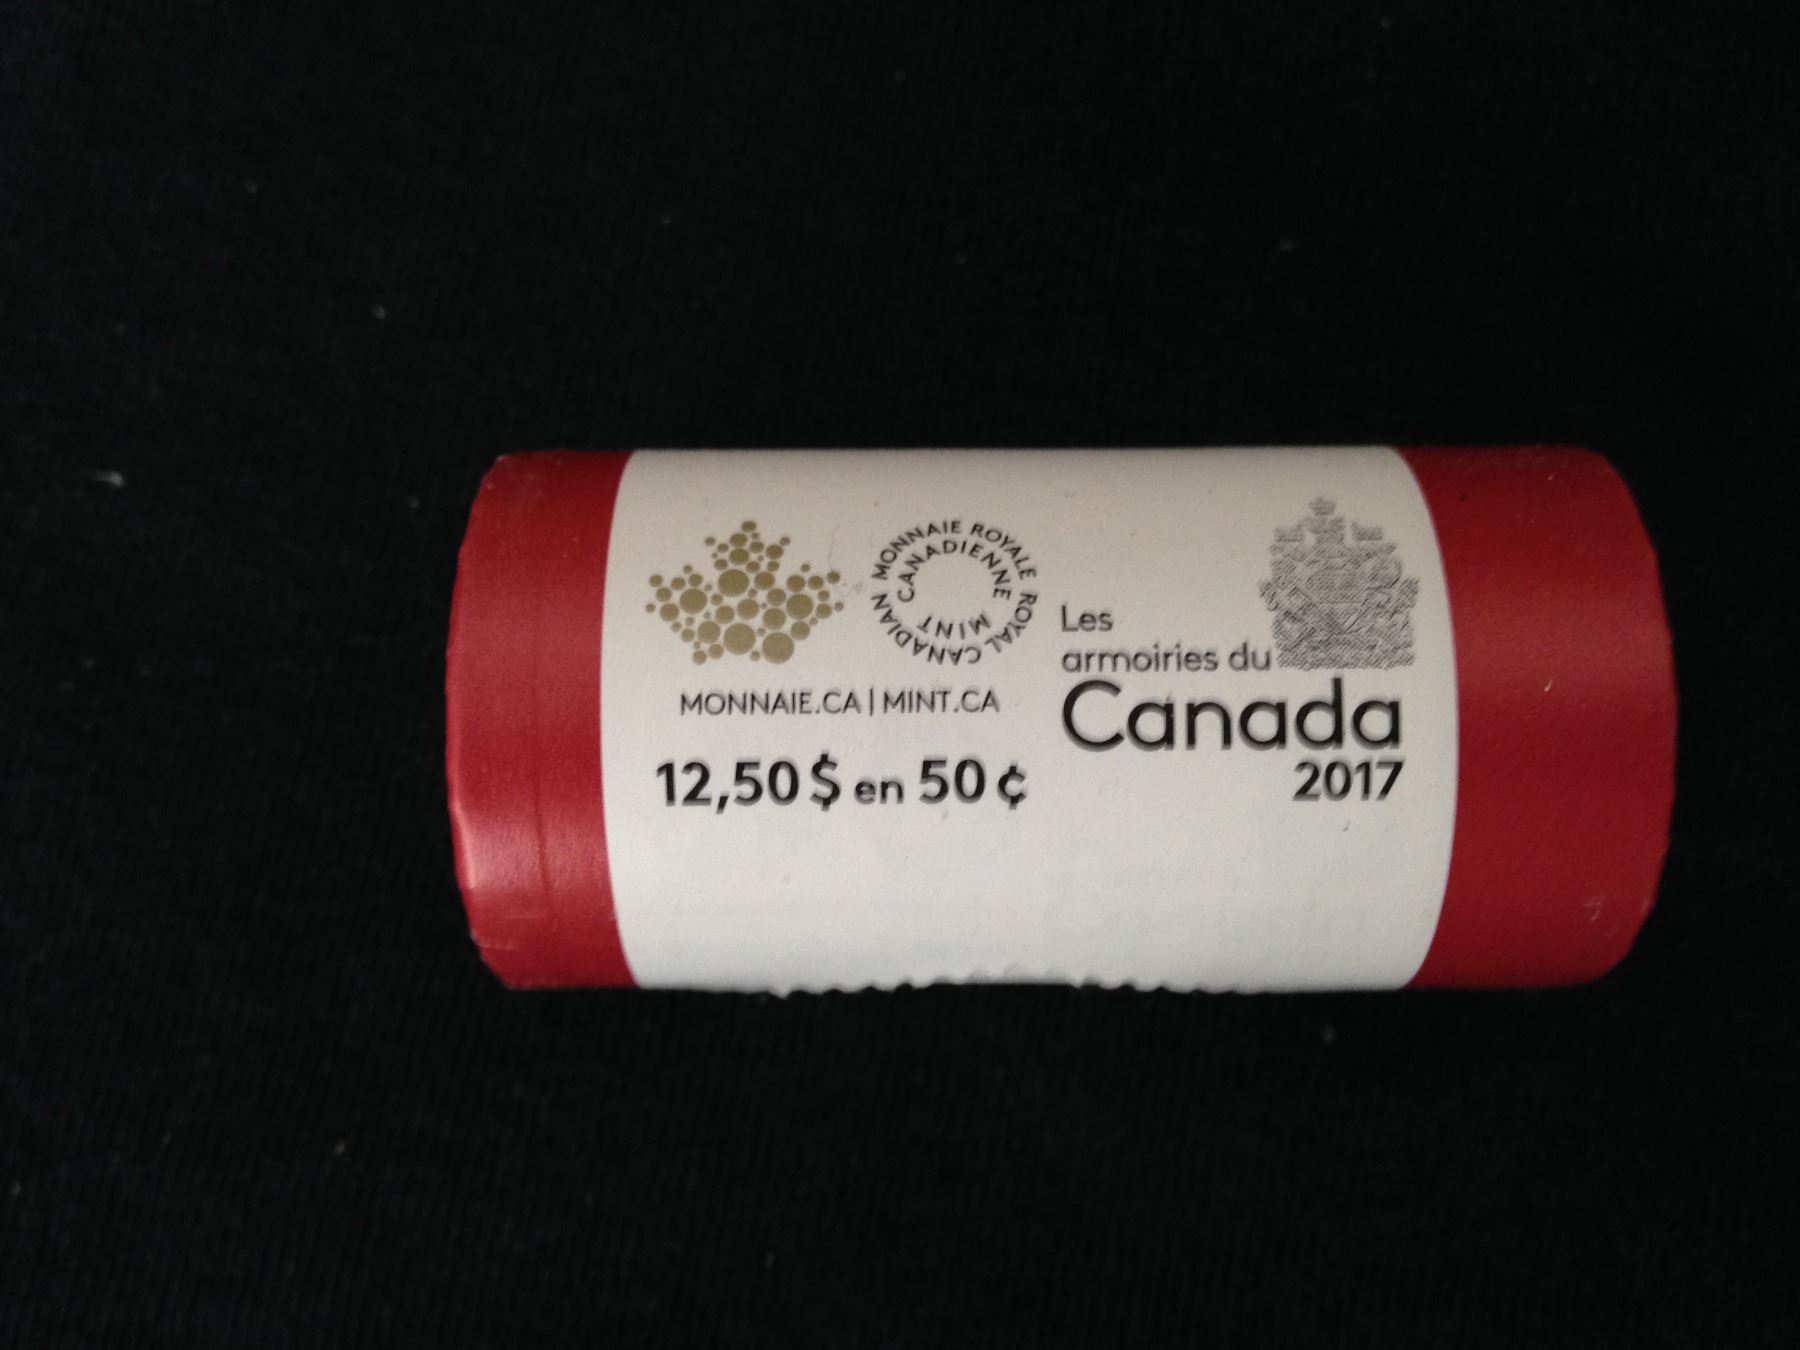 MONNAIE ROYALE CANADIENNE
ROYAL CANADIAN MINT
MONNAIE.CA | MINT.CA
12,50 $ en 50 ¢
Les
armoiries du
Canada
2017